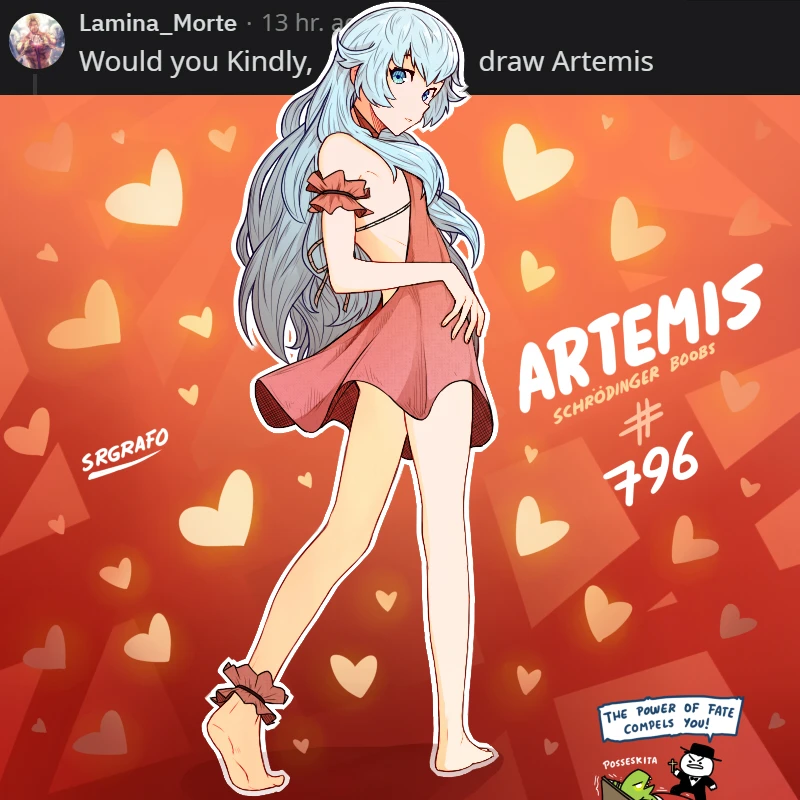 Lamina_Morte · 13 hr. a
Would you Kindly, draw Artemis
ARTEMIS
SCHRÖDINGER BOOBS
#
796
SRGRAFO
THE POWER OF FATE
COMPELS YOU!
POSSESKITA